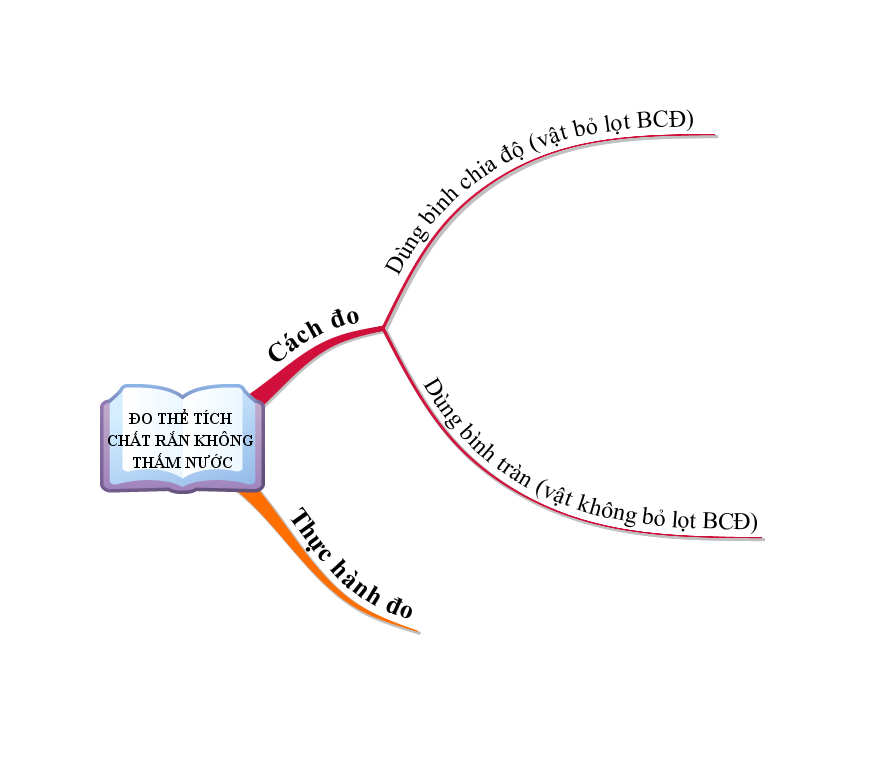 ĐO THẺ TÍCH
CHẤT RẮN KHÔNG
THẤM NƯỚC
Cách đo
Dùng bình chia độ (vật bỏ lọt BCĐ)
Dùng bình tràn (vật không bỏ lọt BCĐ)
Thực hành đo